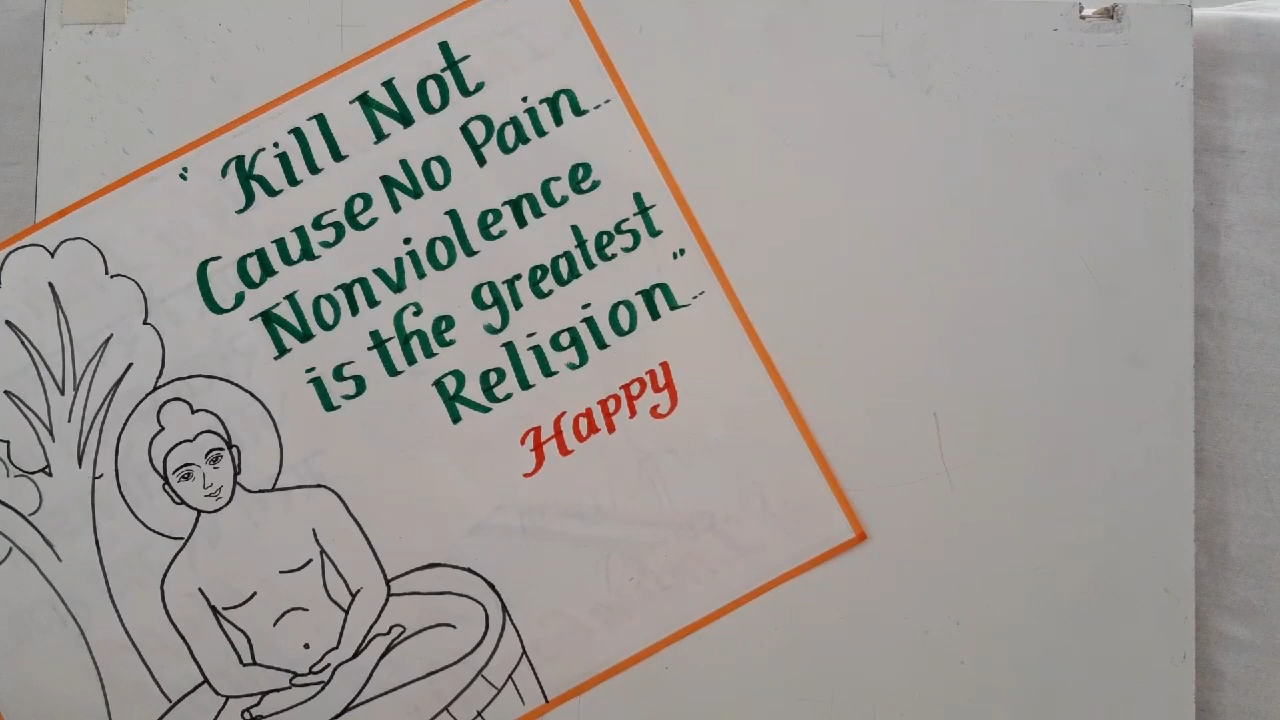 " Kill Not
Cause No Pain...
Nonviolence
is the greatest
Religion... "
Happy